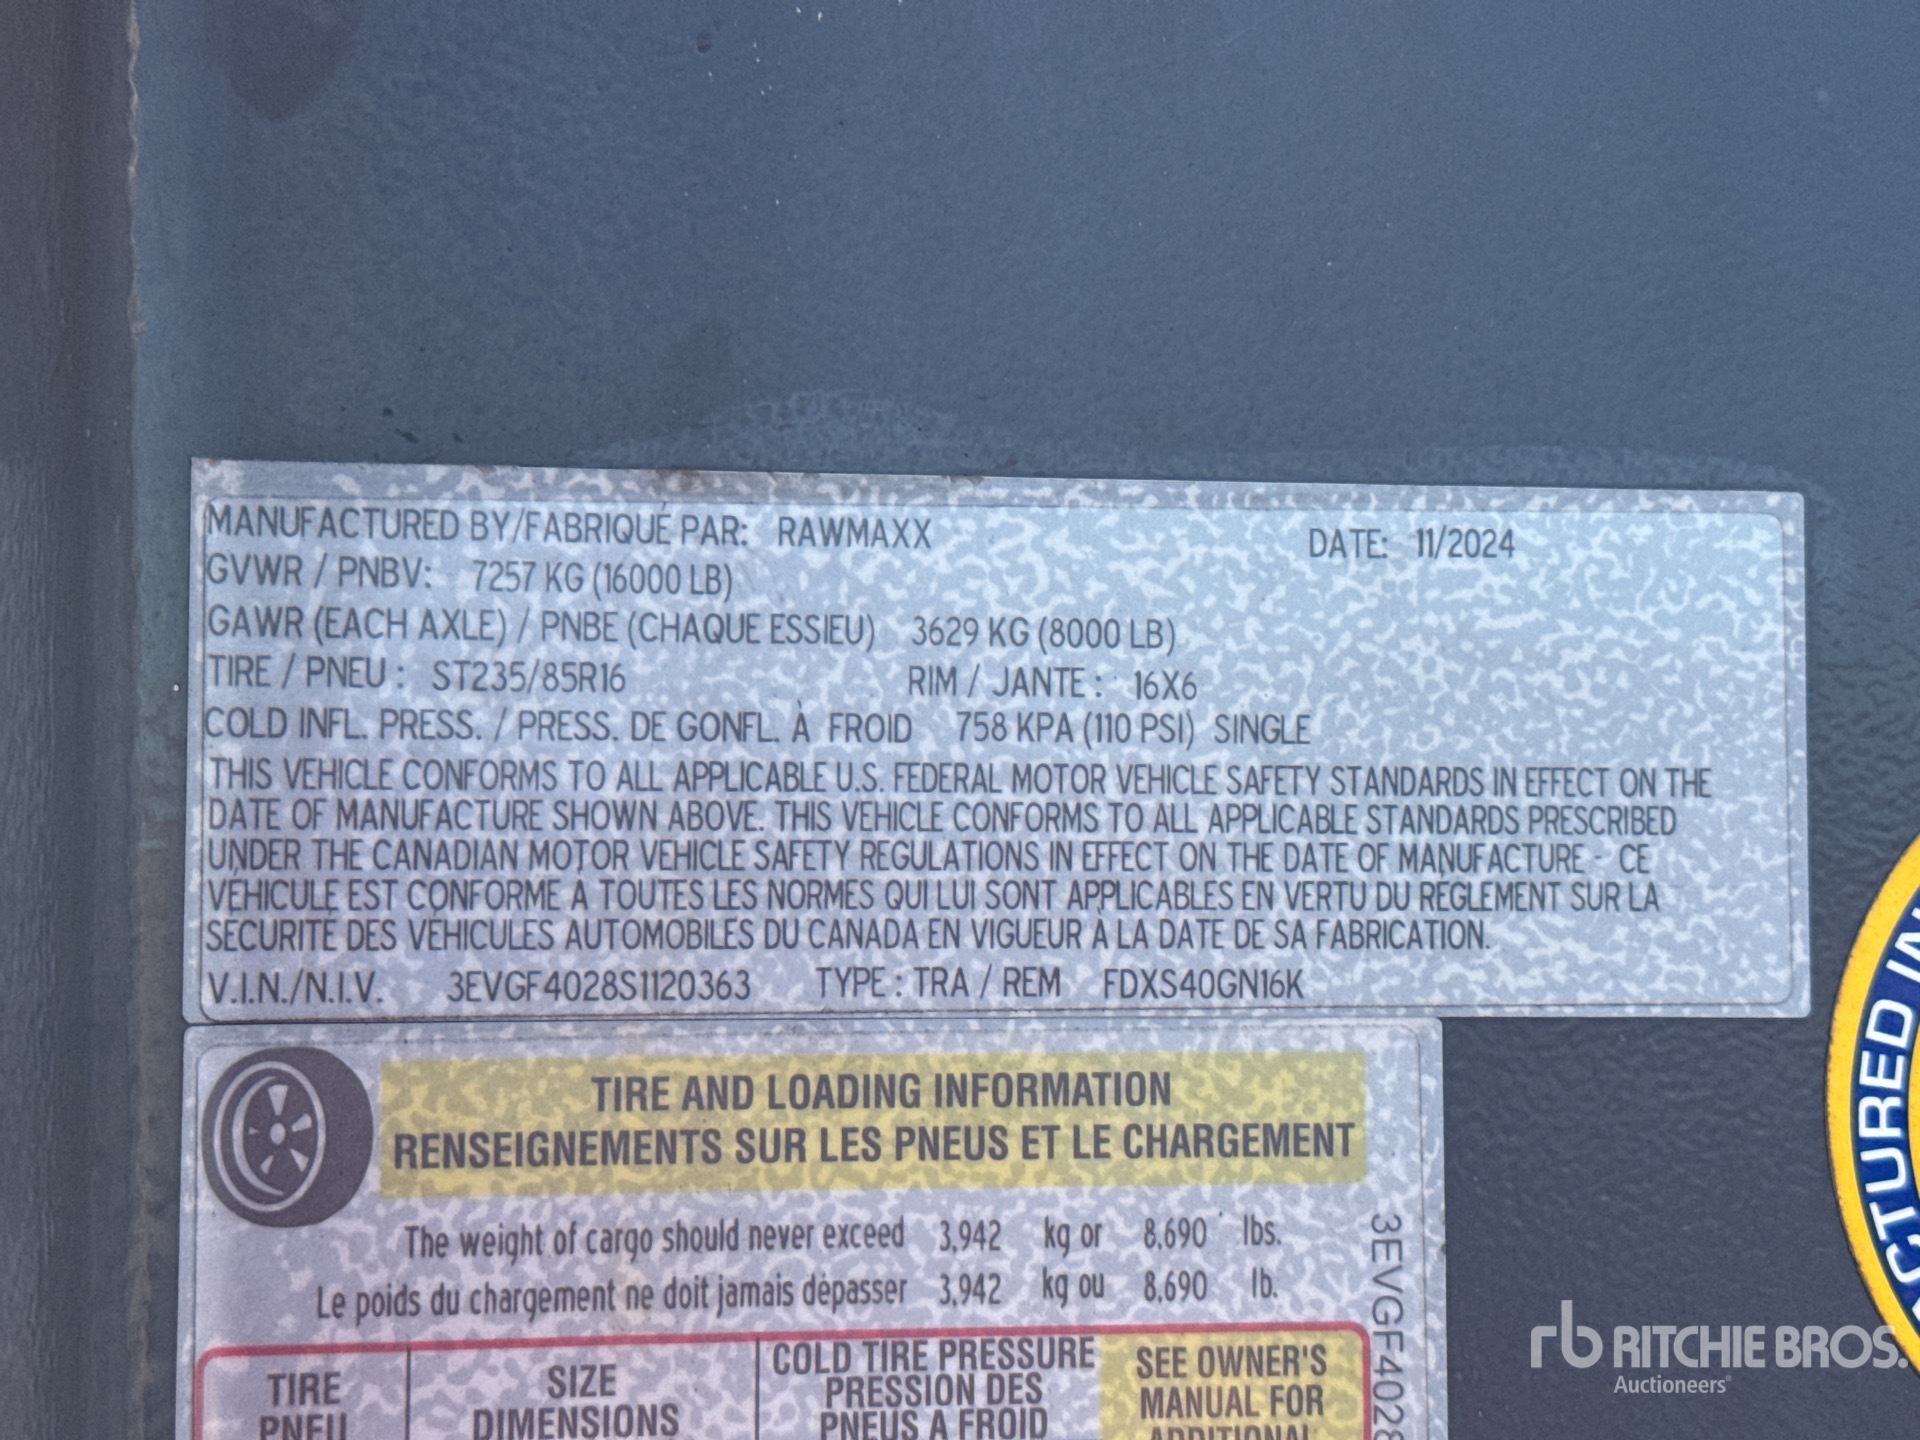 MANUFACTURED BY/FABRIQUÉ PAR: RAWMAXX DATE: 11/2024
GVWR / PNBV: 7257 KG (16000 LB)
GAWR (EACH AXLE) / PNBE (CHAQUE ESSIEU) 3629 KG (8000 LB)
TIRE / PNEU : ST235/85R16 RIM / JANTE : 16X6
COLD INFL. PRESS. / PRESS. DE GONFL. À FROID 758 KPA (110 PSI) SINGLE
THIS VEHICLE CONFORMS TO ALL APPLICABLE U.S. FEDERAL MOTOR VEHICLE SAFETY STANDARDS IN EFFECT ON THE
DATE OF MANUFACTURE SHOWN ABOVE. THIS VEHICLE CONFORMS TO ALL APPLICABLE STANDARDS PRESCRIBED
UNDER THE CANADIAN MOTOR VEHICLE SAFETY REGULATIONS IN EFFECT ON THE DATE OF MANUFACTURE - CE
VÉHICULE EST CONFORME À TOUTES LES NORMES QUI LUI SONT APPLICABLES EN VERTU DU RÈGLEMENT SUR LA
SÉCURITÉ DES VÉHICULES AUTOMOBILES DU CANADA EN VIGUEUR À LA DATE DE SA FABRICATION.
V.I.N./N.I.V. 3EVGF4028S1120363 TYPE : TRA / REM FDXS40GN16K
TIRE AND LOADING INFORMATION
RENSEIGNEMENTS SUR LES PNEUS ET LE CHARGEMENT
The weight of cargo should never exceed 3,942 kg or 8,690 lbs.
Le poids du chargement ne doit jamais dépasser 3,942 kg ou 8,690 lb.
TIRE
PNEU
SIZE
DIMENSIONS
COLD TIRE PRESSURE
PRESSION DES
PNEUS A FROID
SEE OWNER'S
MANUAL FOR
ADDITIONAL
3EVGF4028
CTURED IN
rb RITCHIE BROS.
Auctioneers